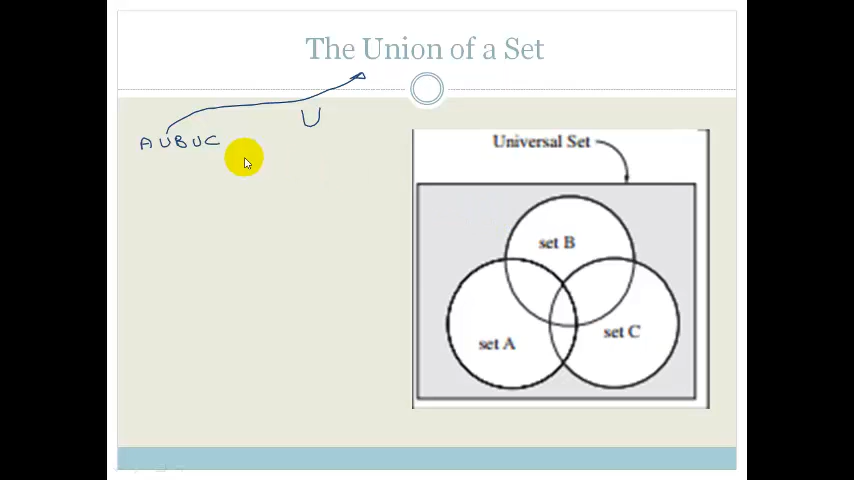 The Union of a Set
U
A U B U C
Universal Set
set B
set A
set C